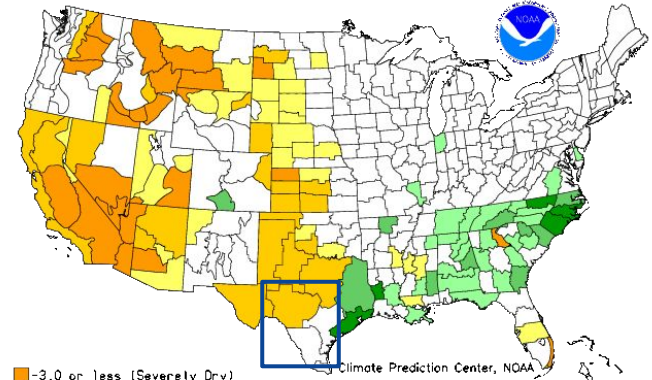 NOAA
Climate Prediction Center, NOAA
-3.0 or less (Severely Dry)